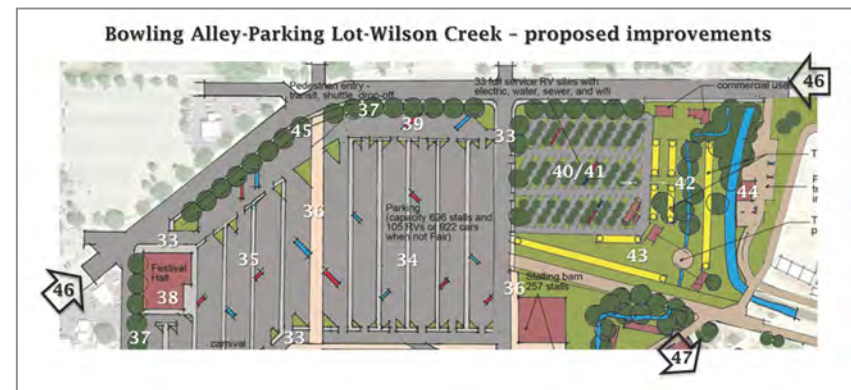 Bowling Alley-Parking Lot-Wilson Creek – proposed improvements
Pedestrian entry -
transit, shuttle, drop-off
33 full service RV sites with
electric, water, sewer, and wifi
commercial uses
46
37
39
45
33
40/41
42
44
36
Parking
(capacity 696 stalls and
105 RVs or 922 cars
when not Fair)
33
35
34
43
46
Festival
Hall
38
36
Stalling barn
257 stalls
37
33
carnival
47